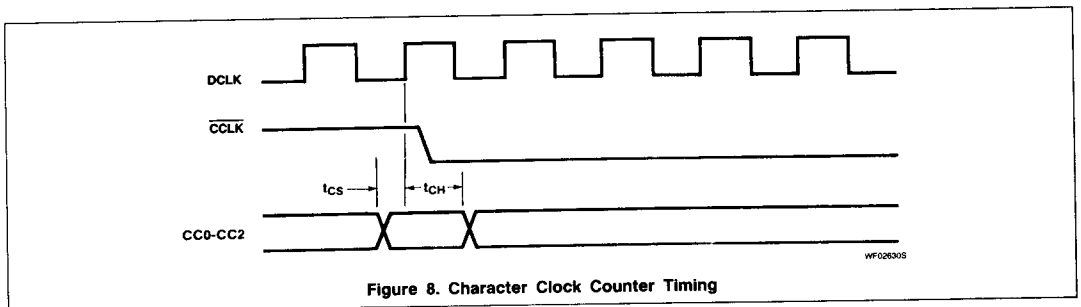 DCLK
CCLK
tCS
tCH
CC0-CC2
WF02630S
Figure 8. Character Clock Counter Timing